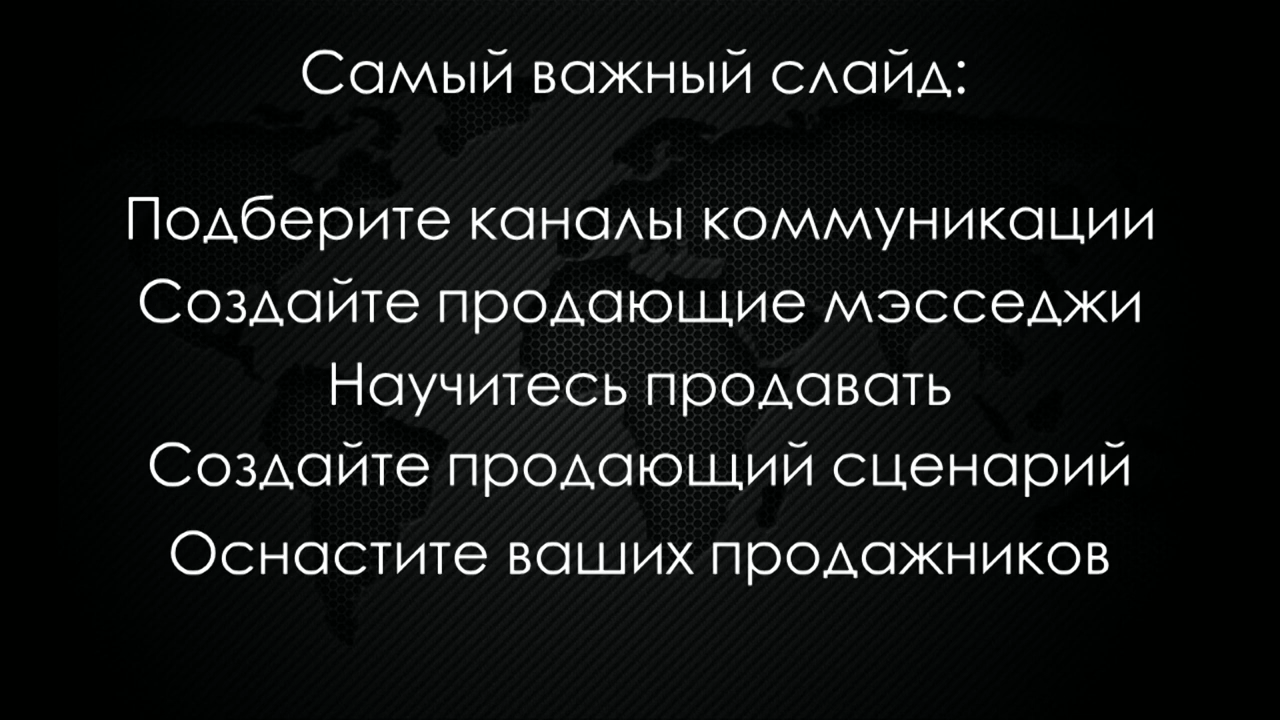 Самый важный слайд:
Подберите каналы коммуникации
Создайте продающие мэсседжи
Научитесь продавать
Создайте продающий сценарий
Оснастите ваших продажников